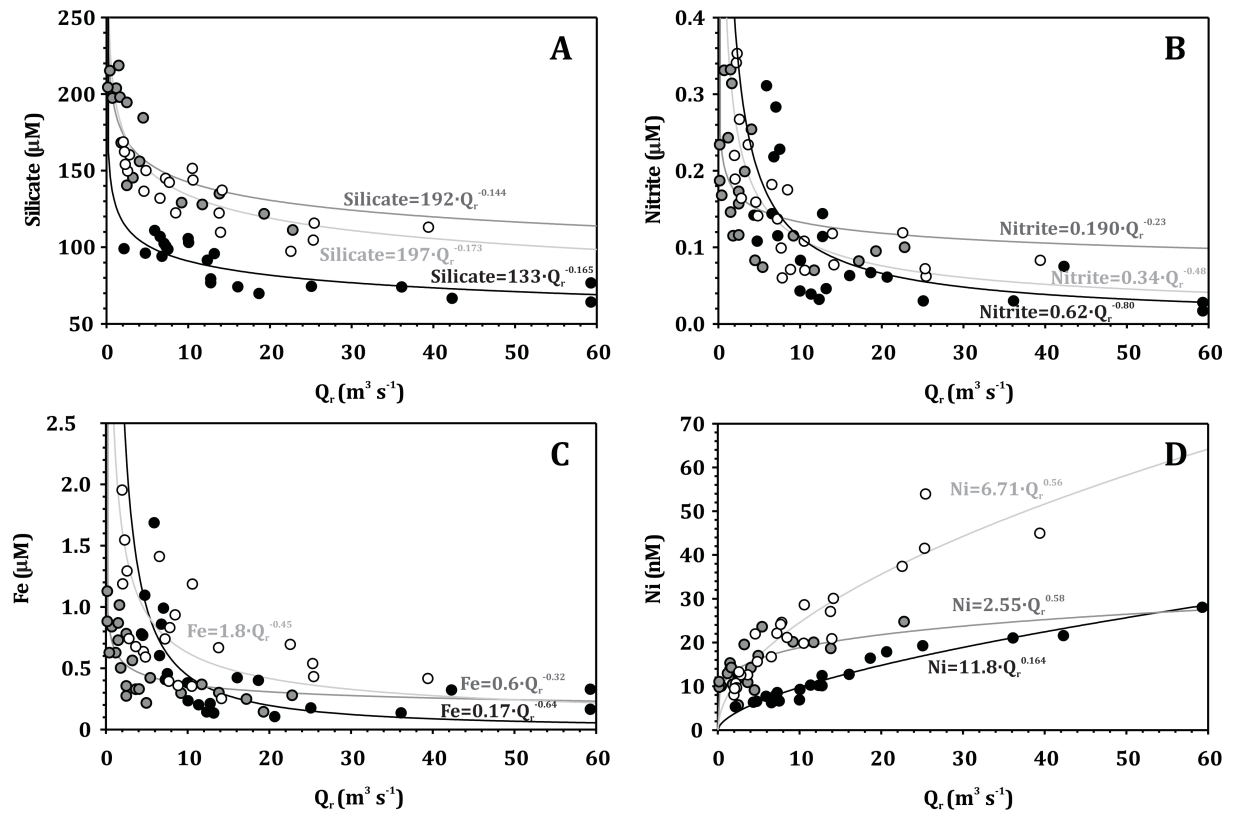 A
250
200
150
100
50
Silicate (μM)
Silicate=192·Qr^-0.144
Silicate=197·Qr^-0.173
Silicate=133·Qr^-0.165
0 10 20 30 40 50 60
Qr (m³ s⁻¹)
B
0.4
0.3
0.2
0.1
0.0
Nitrite (μM)
Nitrite=0.190·Qr^-0.23
Nitrite=0.34·Qr^-0.48
Nitrite=0.62·Qr^-0.80
0 10 20 30 40 50 60
Qr (m³ s⁻¹)
C
2.5
2.0
1.5
1.0
0.5
0
Fe (μM)
Fe=1.8·Qr^-0.45
Fe=0.6·Qr^-0.32
Fe=0.17·Qr^-0.64
0 10 20 30 40 50 60
Qr (m³ s⁻¹)
D
70
60
50
40
30
20
10
0
Ni (nM)
Ni=6.71·Qr^0.56
Ni=2.55·Qr^0.58
Ni=11.8·Qr^0.164
0 10 20 30 40 50 60
Qr (m³ s⁻¹)